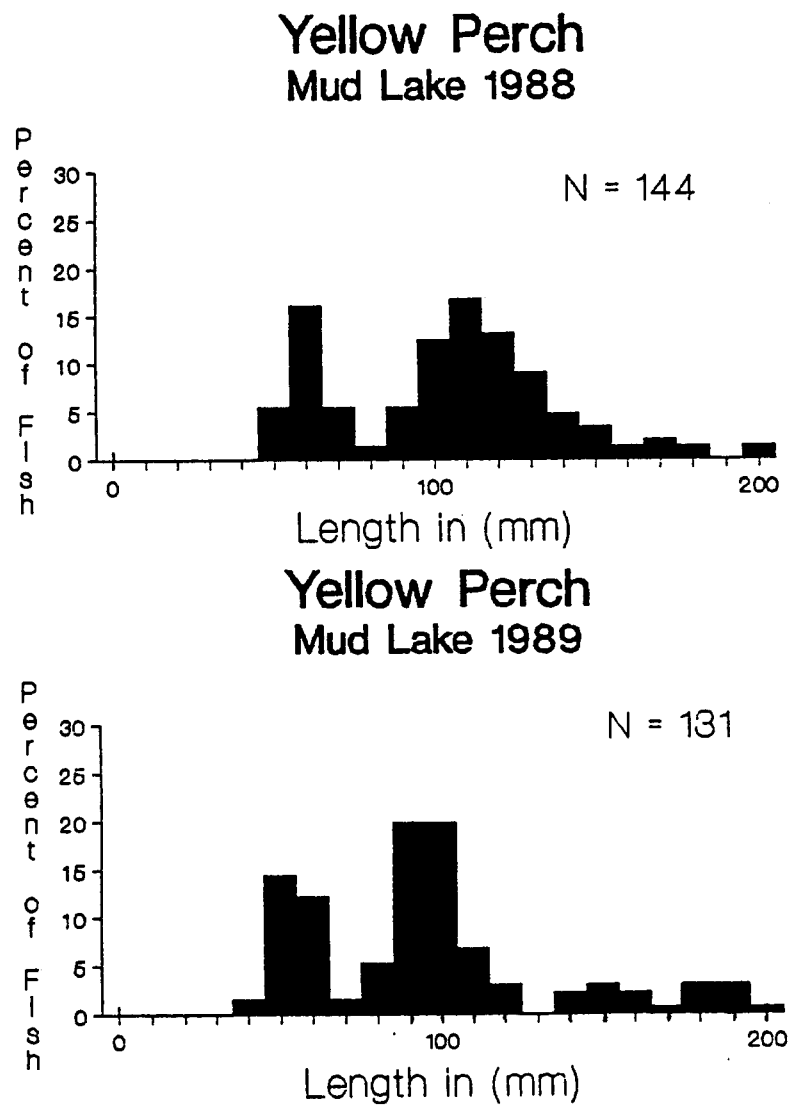 Yellow Perch
Mud Lake 1988
Percent of Fish
N = 144
30
25
20
15
10
5
0
0 100 200
Length in (mm)
Yellow Perch
Mud Lake 1989
Percent of Fish
N = 131
30
25
20
15
10
5
0
0 100 200
Length in (mm)